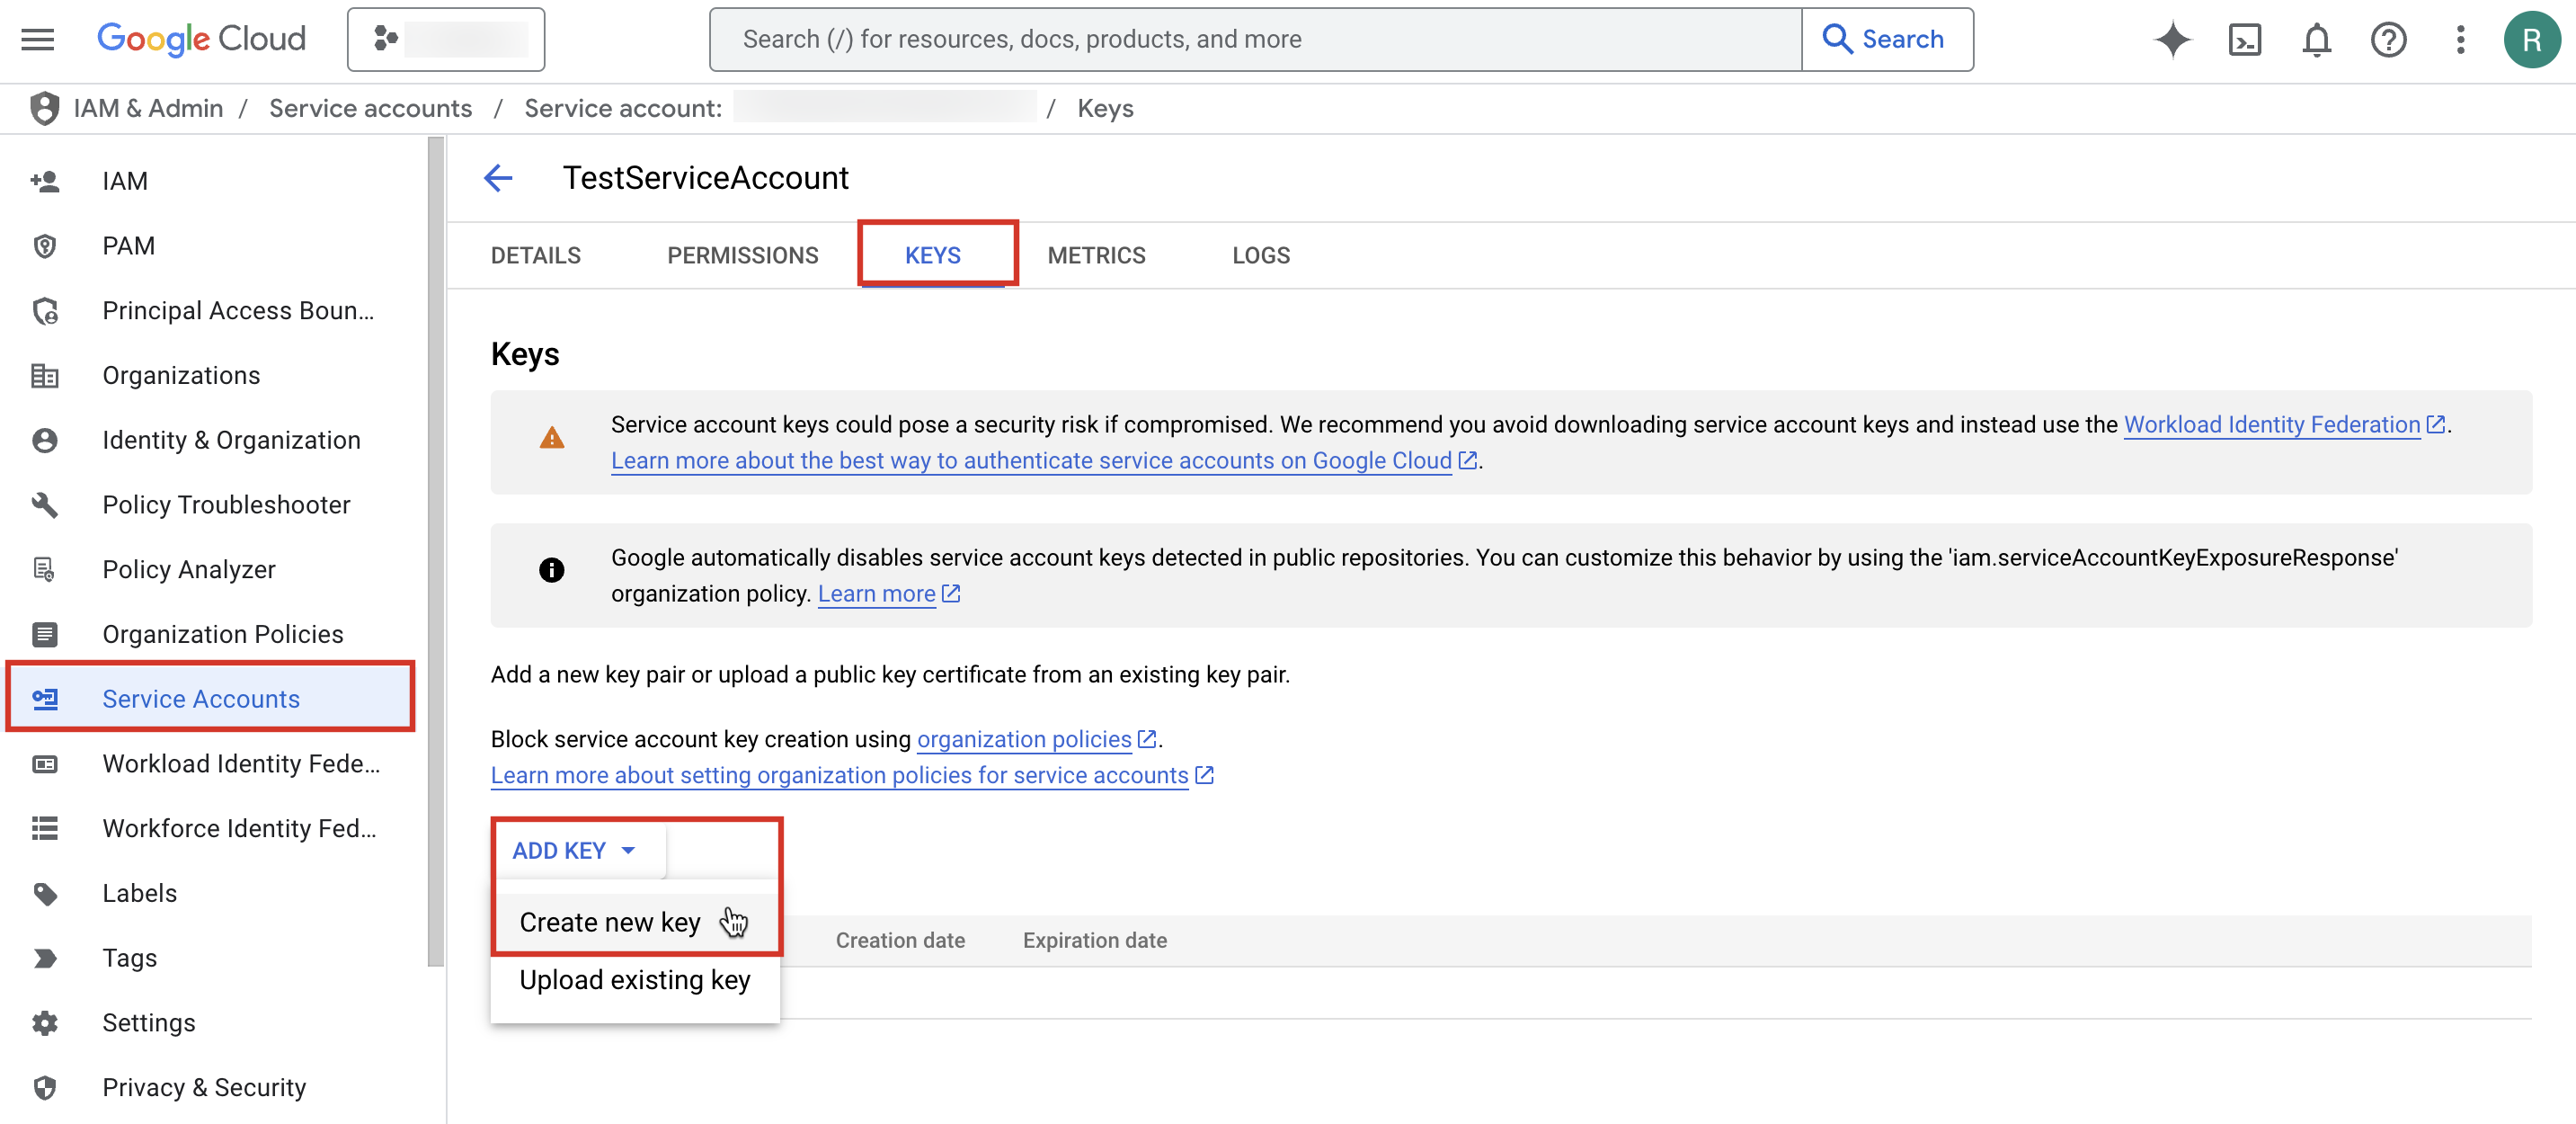 Google Cloud
Search (/) for resources, docs, products, and more
Search
R
IAM & Admin / Service accounts / Service account: / Keys
IAM
PAM
Principal Access Boun...
Organizations
Identity & Organization
Policy Troubleshooter
Policy Analyzer
Organization Policies
Service Accounts
Workload Identity Fede...
Workforce Identity Fed...
Labels
Tags
Settings
Privacy & Security
TestServiceAccount
DETAILS PERMISSIONS KEYS METRICS LOGS
Keys
Service account keys could pose a security risk if compromised. We recommend you avoid downloading service account keys and instead use the Workload Identity Federation.
Learn more about the best way to authenticate service accounts on Google Cloud.
Google automatically disables service account keys detected in public repositories. You can customize this behavior by using the 'iam.serviceAccountKeyExposureResponse'
organization policy. Learn more
Add a new key pair or upload a public key certificate from an existing key pair.
Block service account key creation using organization policies.
Learn more about setting organization policies for service accounts
ADD KEY
Create new key
Upload existing key
Creation date Expiration date